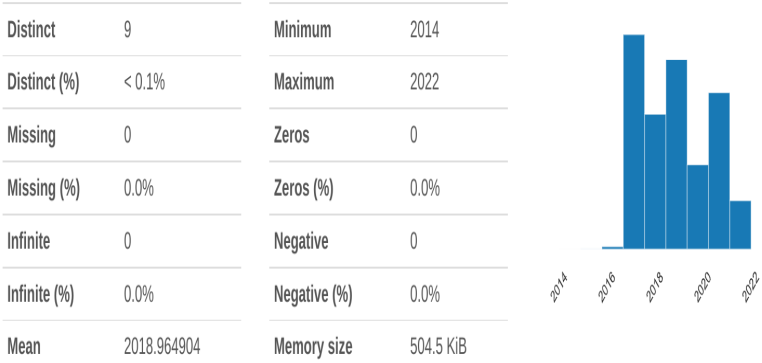 Distinct 9 Minimum 2014
Distinct (%) < 0.1% Maximum 2022
Missing 0 Zeros 0
Missing (%) 0.0% Zeros (%) 0.0%
Infinite 0 Negative 0
Infinite (%) 0.0% Negative (%) 0.0%
Mean 2018.964904 Memory size 504.5 KiB
2014 2016 2018 2020 2022